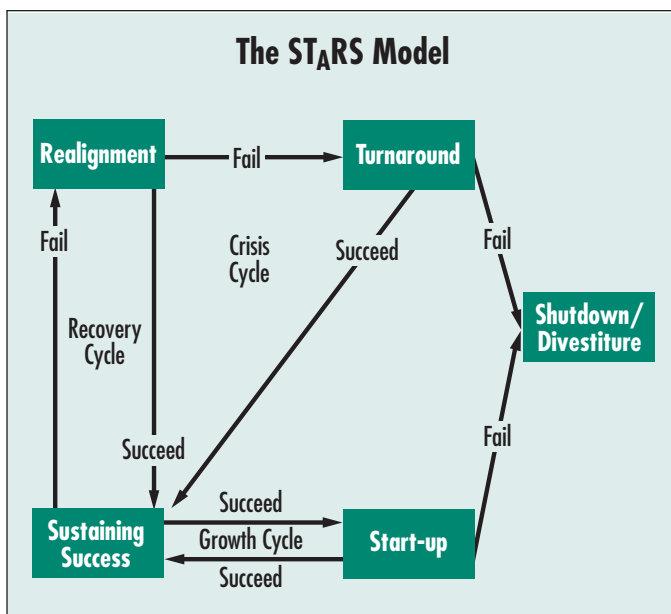 The STARS Model
Realignment
Fail
Turnaround
Fail
Crisis
Cycle
Succeed
Fail
Recovery
Cycle
Shutdown/
Divestiture
Succeed
Fail
Sustaining
Success
Succeed
Growth Cycle
Succeed
Start-up